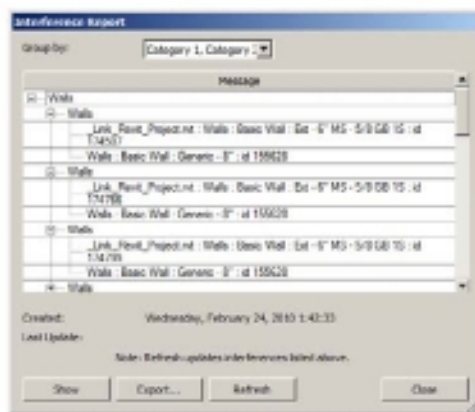 Interference Report
Group by:
Category 1, Category 2
Message
Walls
Walls
_Link_Revit_Project.rvt : Walls : Basic Wall : Ext - 6" MS - 5/8 GB 1S : id
Walls : Basic Wall : Generic - 8" : id 155628
Walls
_Link_Revit_Project.rvt : Walls : Basic Wall : Ext - 6" MS - 5/8 GB 1S : id
Walls : Basic Wall : Generic - 8" : id 155628
Walls
_Link_Revit_Project.rvt : Walls : Basic Wall : Ext - 6" MS - 5/8 GB 1S : id
Walls : Basic Wall : Generic - 8" : id 155628
Walls
Created: Wednesday, February 24, 2010 1:42:33
Last Update:
Note: Refresh updates interferences listed above.
Show Export... Refresh Close